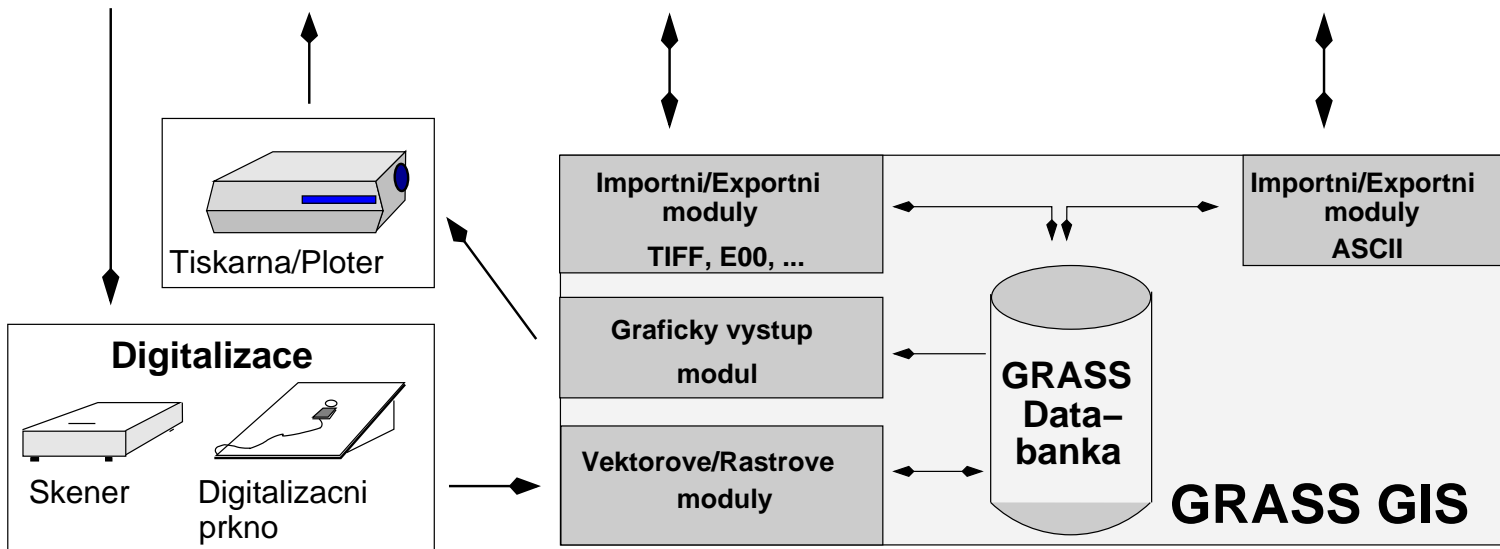 Tiskarna/Ploter
Digitalizace
Skener
Digitalizacni
prkno
Importni/Exportni
moduly
TIFF, E00, ...
Graficky vystup
modul
Vektorove/Rastrove
moduly
GRASS
Data–
banka
Importni/Exportni
moduly
ASCII
GRASS GIS